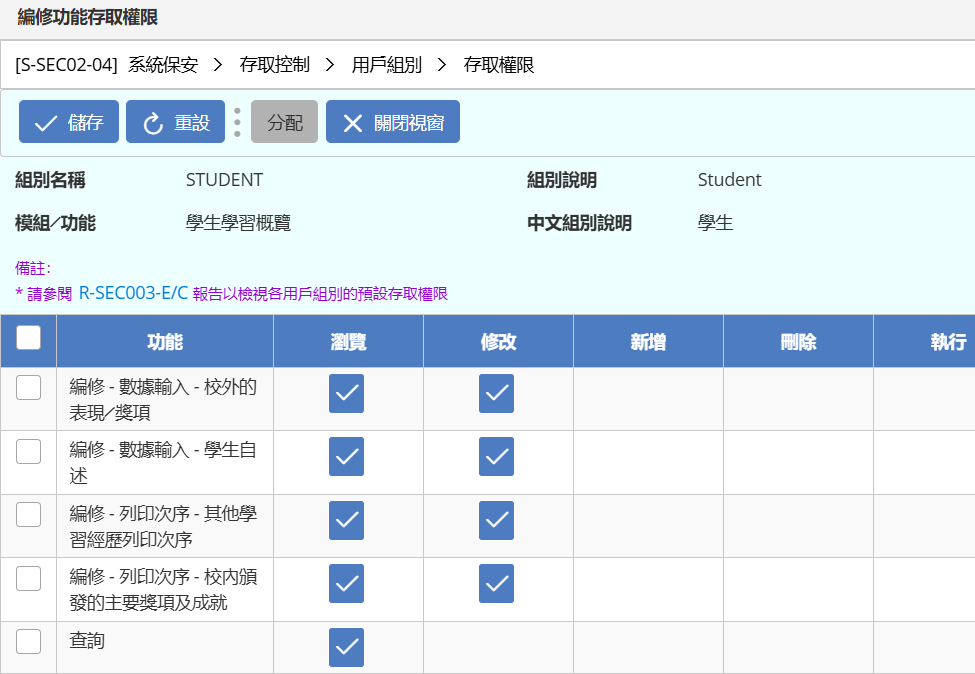 編修功能存取權限
[S-SEC02-04] 系統保安 > 存取控制 > 用戶組別 > 存取權限
儲存 重設 分配 關閉視窗
組別名稱 STUDENT 組別說明 Student
模組/功能 學生學習概覽 中文組別說明 學生
備註:
* 請參閱 R-SEC003-E/C 報告以檢視各用戶組別的預設存取權限
功能 瀏覽 修改 新增 刪除 執行
編修 - 數據輸入 - 校外的
表現/獎項
編修 - 數據輸入 - 學生自
述
編修 - 列印次序 - 其他學
習經歷列印次序
編修 - 列印次序 - 校內頒
發的主要獎項及成就
查詢